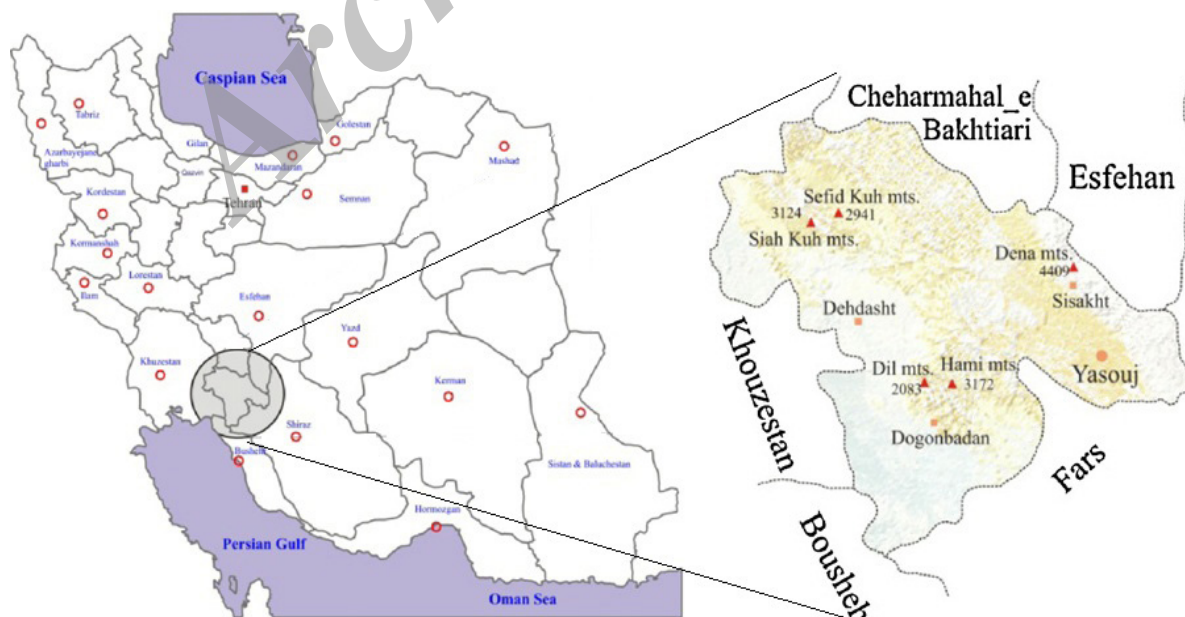 Arc
Caspian Sea
Tabriz
Golestan
Gilan
Mazandaran
Mashad
Azarbayejane
gharbi
Qazvin
Tehran
Semnan
Kordestan
Kermanshah
Lorestan
Ilam
Esfehan
Yazd
Khuzestan
Kerman
Shiraz
Bushehr
Sistan & Baluchestan
Hormozgan
Persian Gulf
Oman Sea
Cheharmahal_e
Bakhtiari
Esfehan
Sefid Kuh mts.
3124
2941
Siah Kuh mts.
Dena mts.
4409
Sisakht
Dehdasht
Khouzestan
Dil mts.
Hami mts.
2083
3172
Yasouj
Dogonbadan
Fars
Bousheh